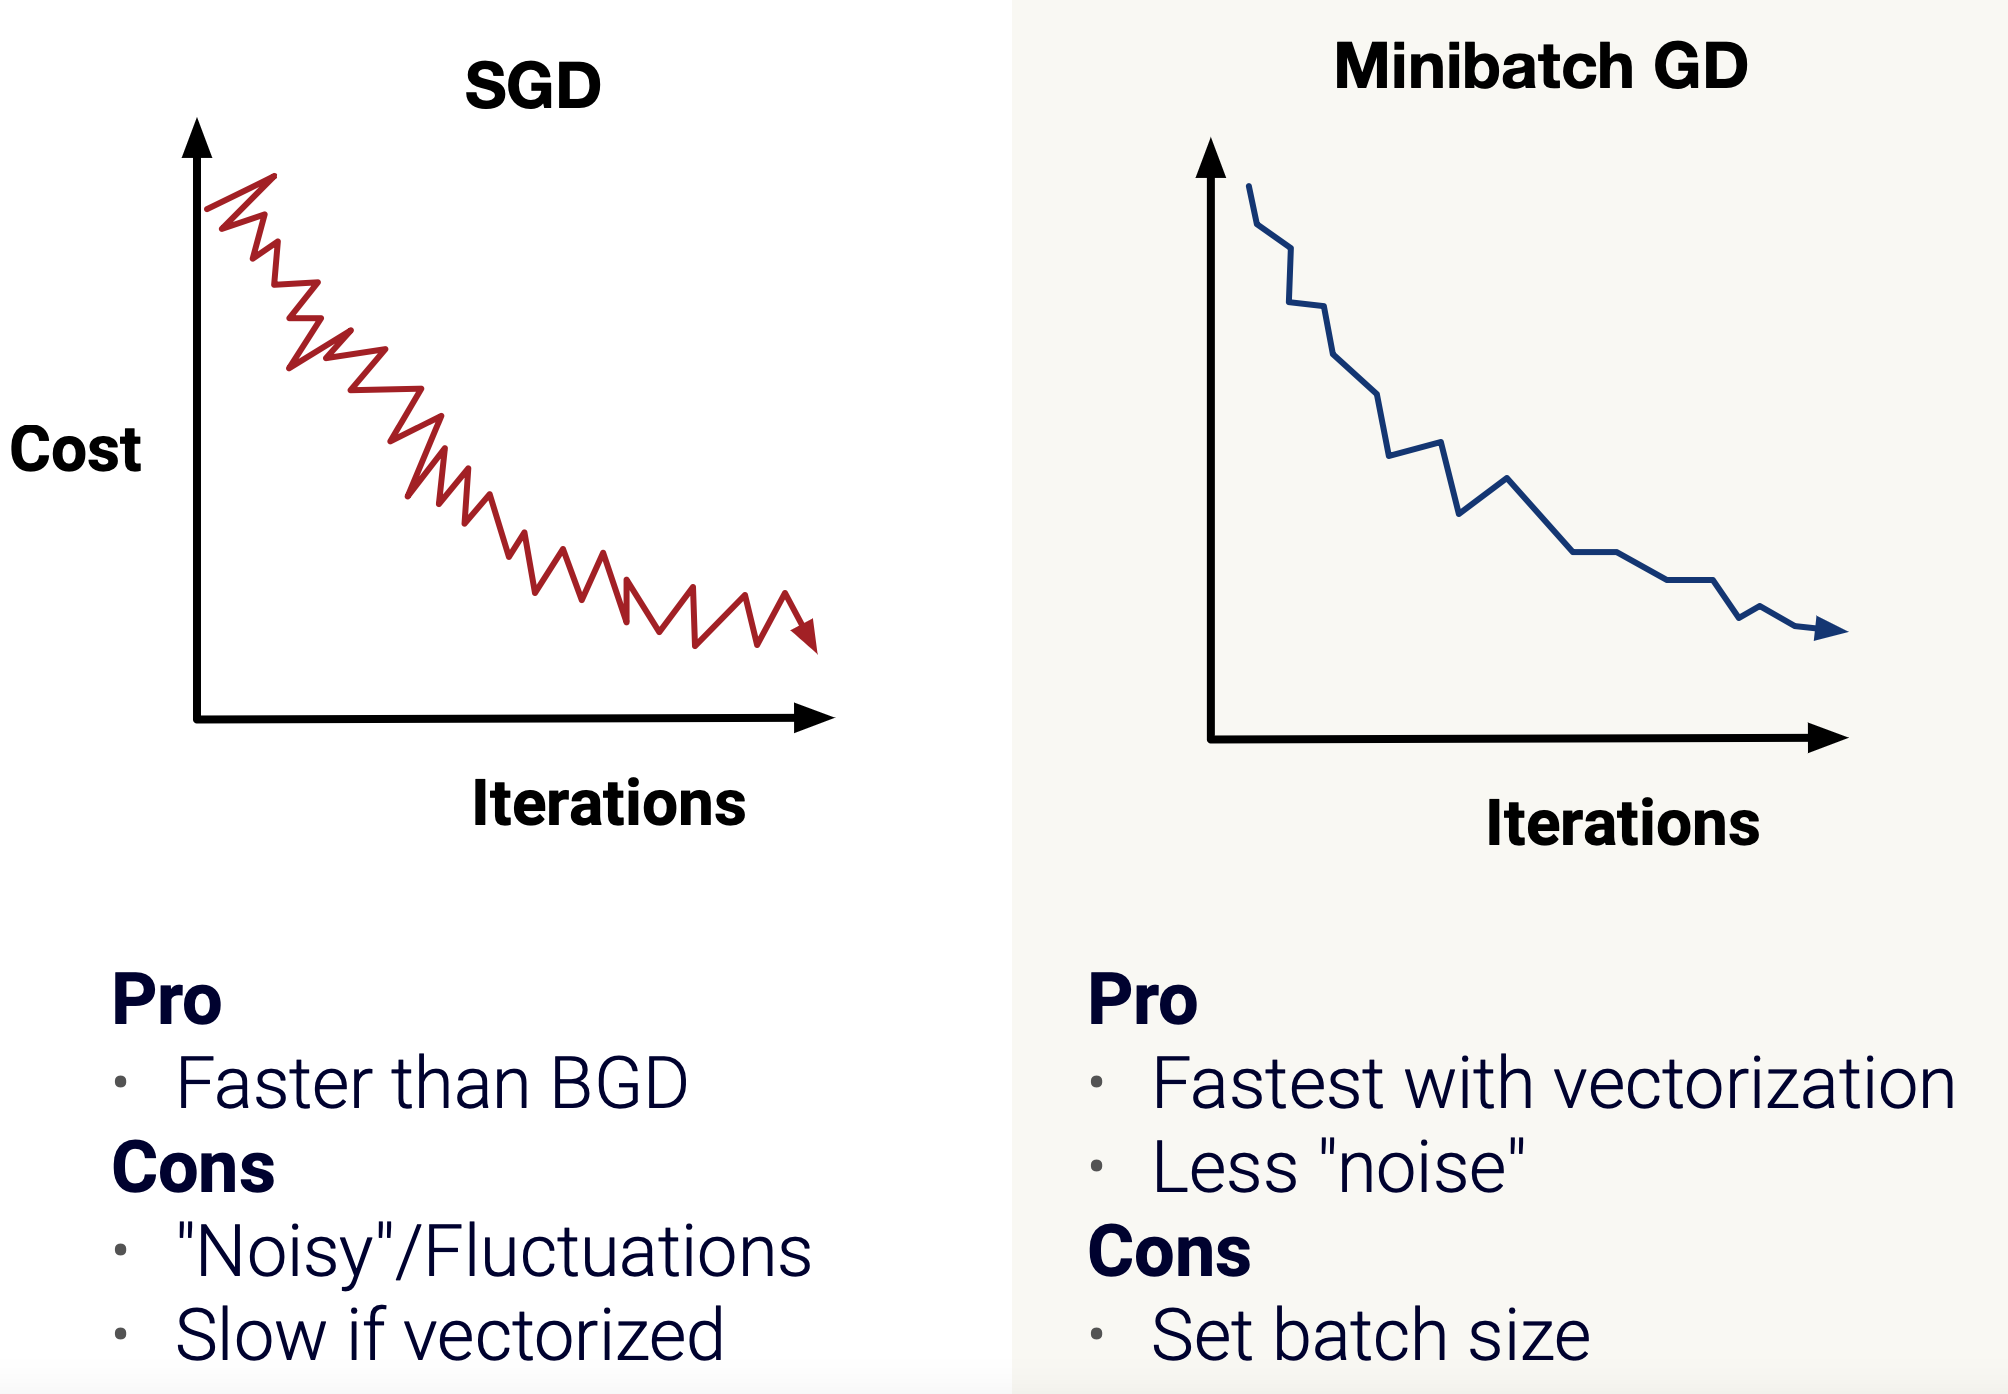 SGD
Cost
Iterations
Pro
• Faster than BGD
Cons
• "Noisy"/Fluctuations
• Slow if vectorized
Minibatch GD
Iterations
Pro
• Fastest with vectorization
• Less "noise"
Cons
• Set batch size